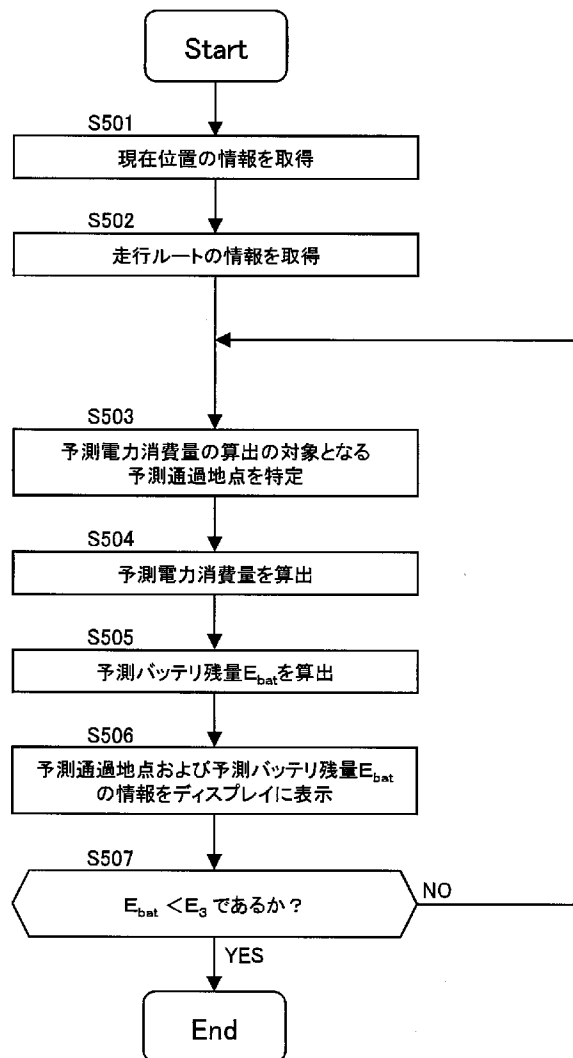 Start
S501
現在位置の情報を取得
S502
走行ルートの情報を取得
S503
予測電力消費量の算出の対象となる
予測通過地点を特定
S504
予測電力消費量を算出
S505
予測バッテリ残量Ebatを算出
S506
予測通過地点および予測バッテリ残量Ebat
の情報をディスプレイに表示
S507
Ebat <E3 であるか?
NO
YES
End